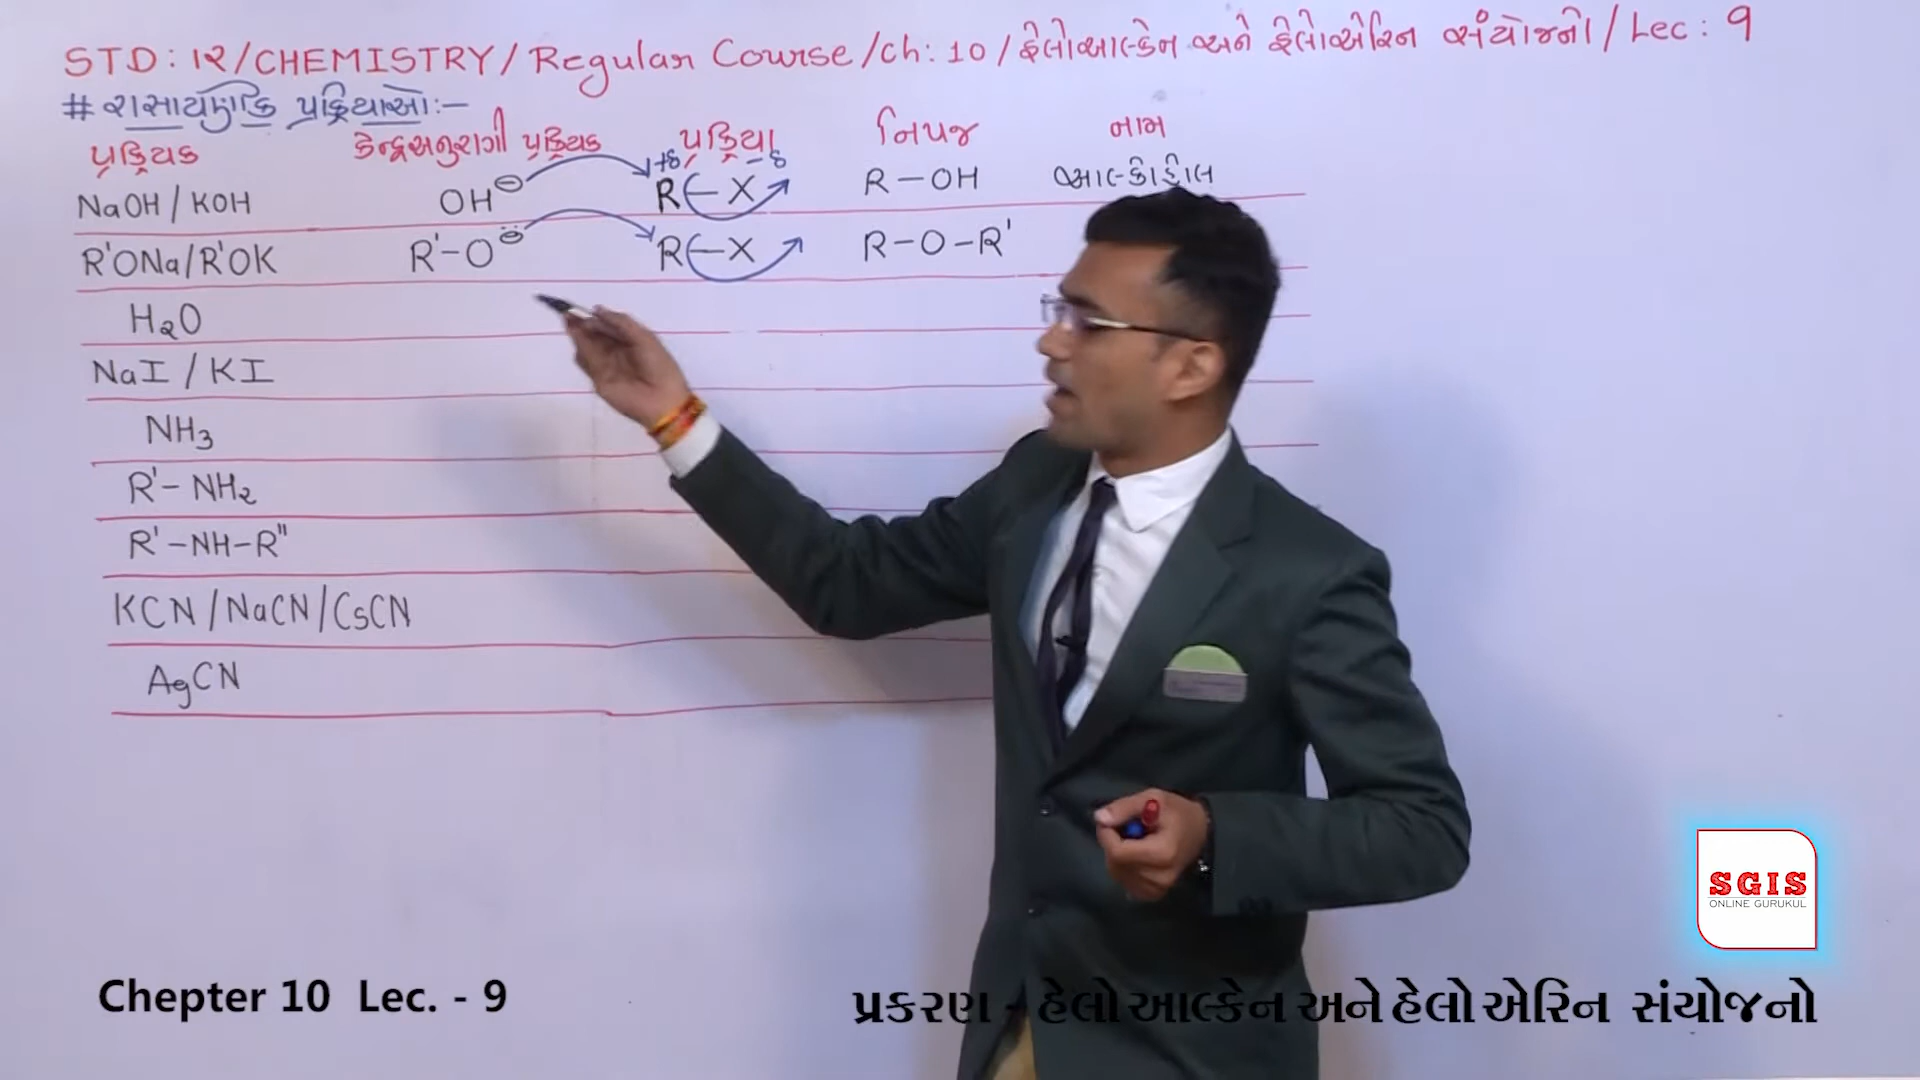 STD : ૧૨ / CHEMISTRY / Regular Course / ch : 10 / હેલોઆલ્કેન અને હેલોએરિન સંયોજનો / Lec : 9
# રાસાયણિક પ્રક્રિયાઓ :-
પ્રક્રિયક કેન્દ્રઅનુરાગી પ્રક્રિયક પ્રક્રિયા નિપજ નામ
NaOH / KOH OH⊖ +δ R – X -δ R – OH આલ્કોહોલ
R'ONa/R'OK R'-O⊖ R – X R-O-R'
H₂O
NaI / KI
NH₃
R'- NH₂
R' -NH-R"
KCN / NaCN / CsCN
AgCN
SGIS
ONLINE GURUKUL
Chepter 10 Lec. - 9
પ્રકરણ - હેલો આલ્કેન અને હેલો એરિન સંયોજનો